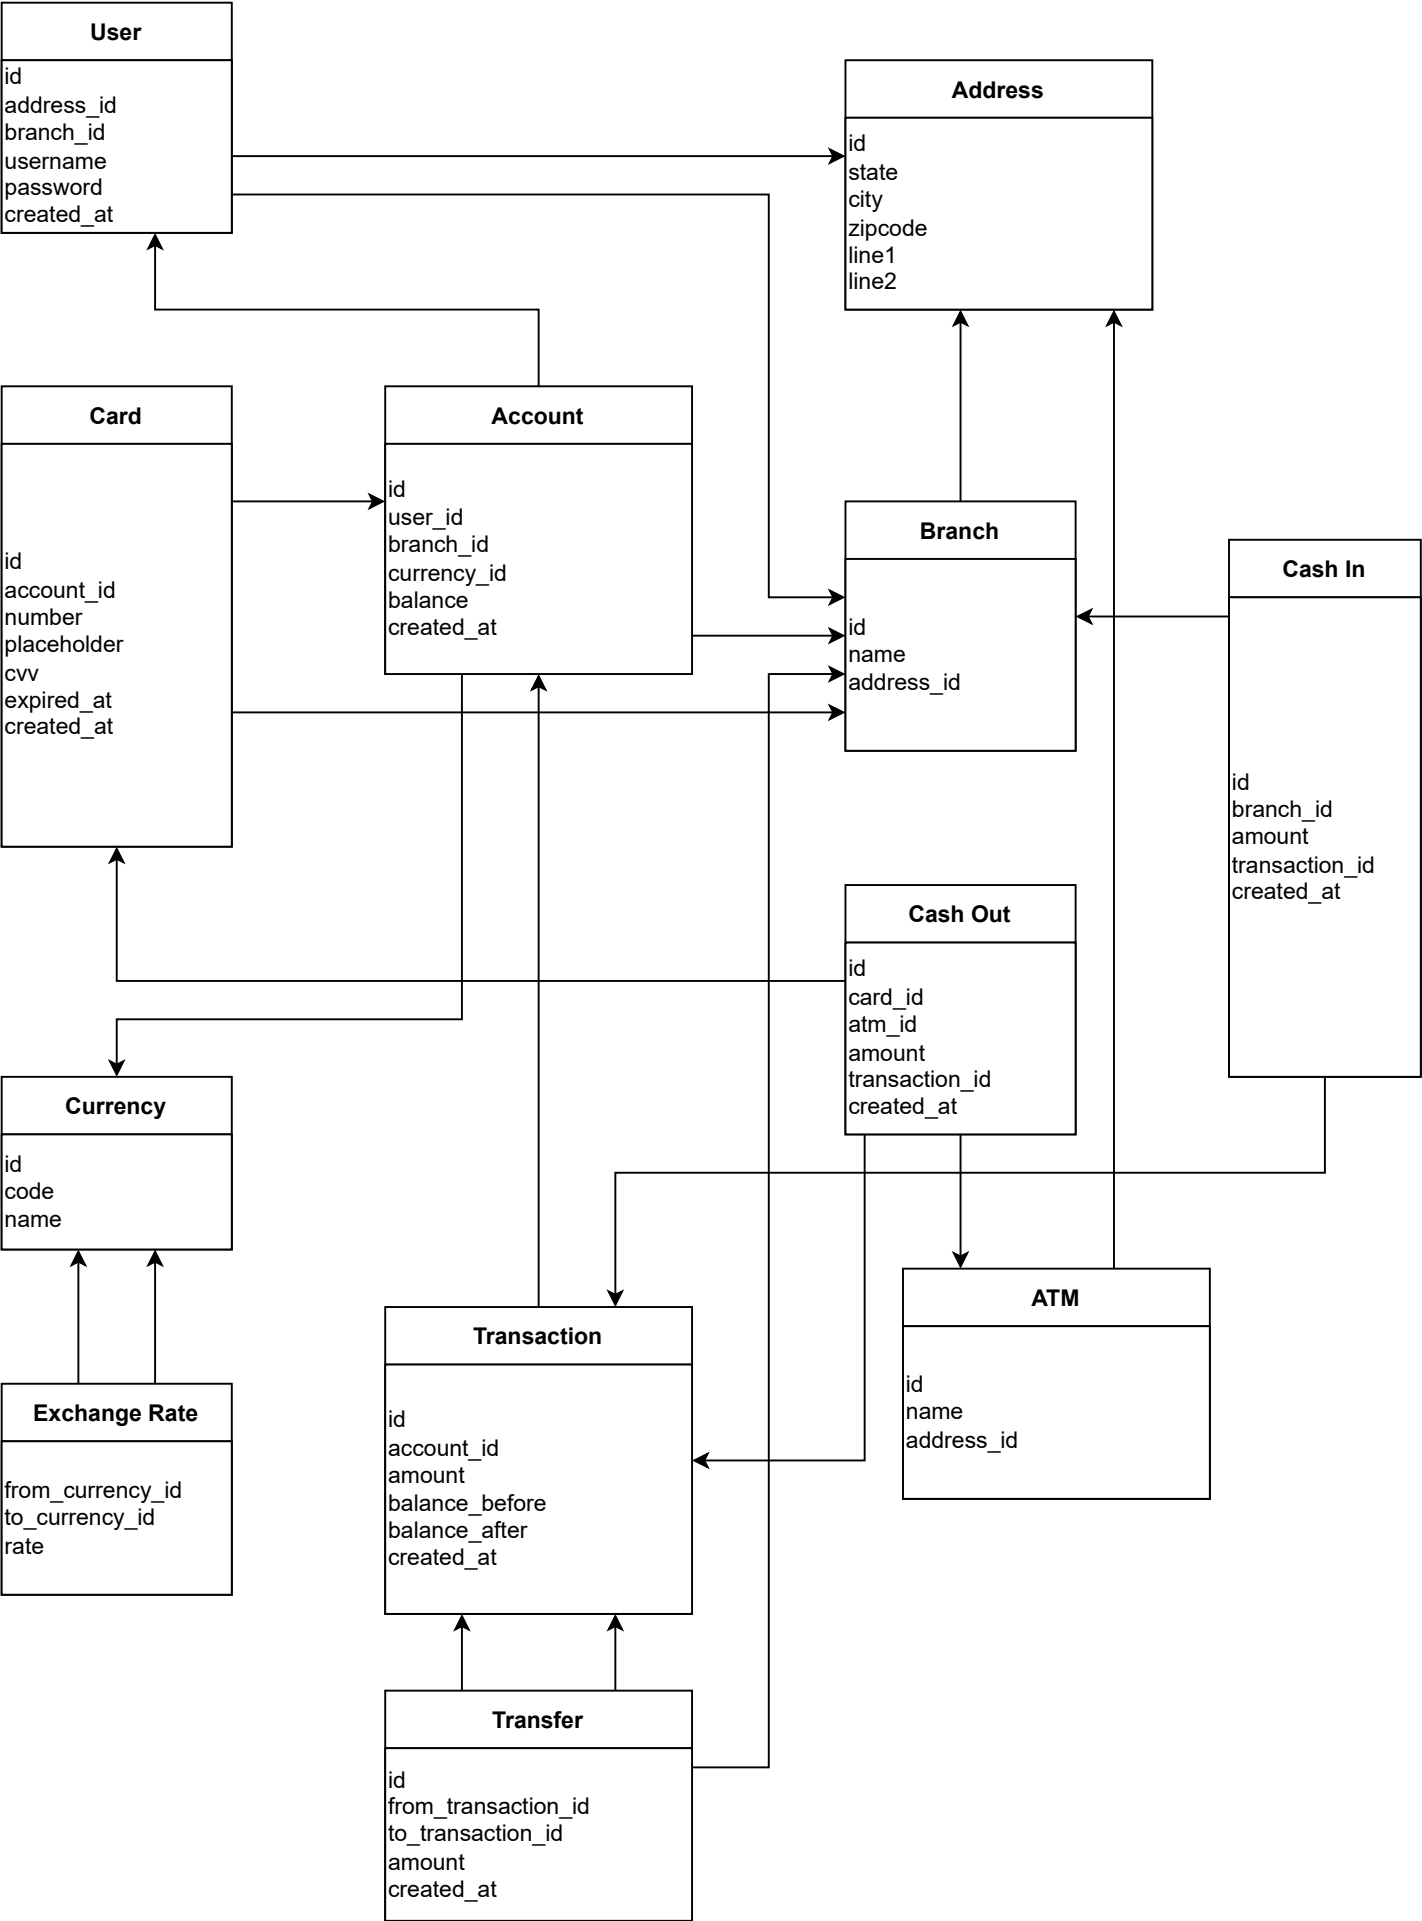 User
id
address_id
branch_id
username
password
created_at
Address
id
state
city
zipcode
line1
line2
Card
id
account_id
number
placeholder
cvv
expired_at
created_at
Account
id
user_id
branch_id
currency_id
balance
created_at
Branch
id
name
address_id
Cash In
id
branch_id
amount
transaction_id
created_at
Cash Out
id
card_id
atm_id
amount
transaction_id
created_at
Currency
id
code
name
ATM
id
name
address_id
Transaction
id
account_id
amount
balance_before
balance_after
created_at
Exchange Rate
from_currency_id
to_currency_id
rate
Transfer
id
from_transaction_id
to_transaction_id
amount
created_at